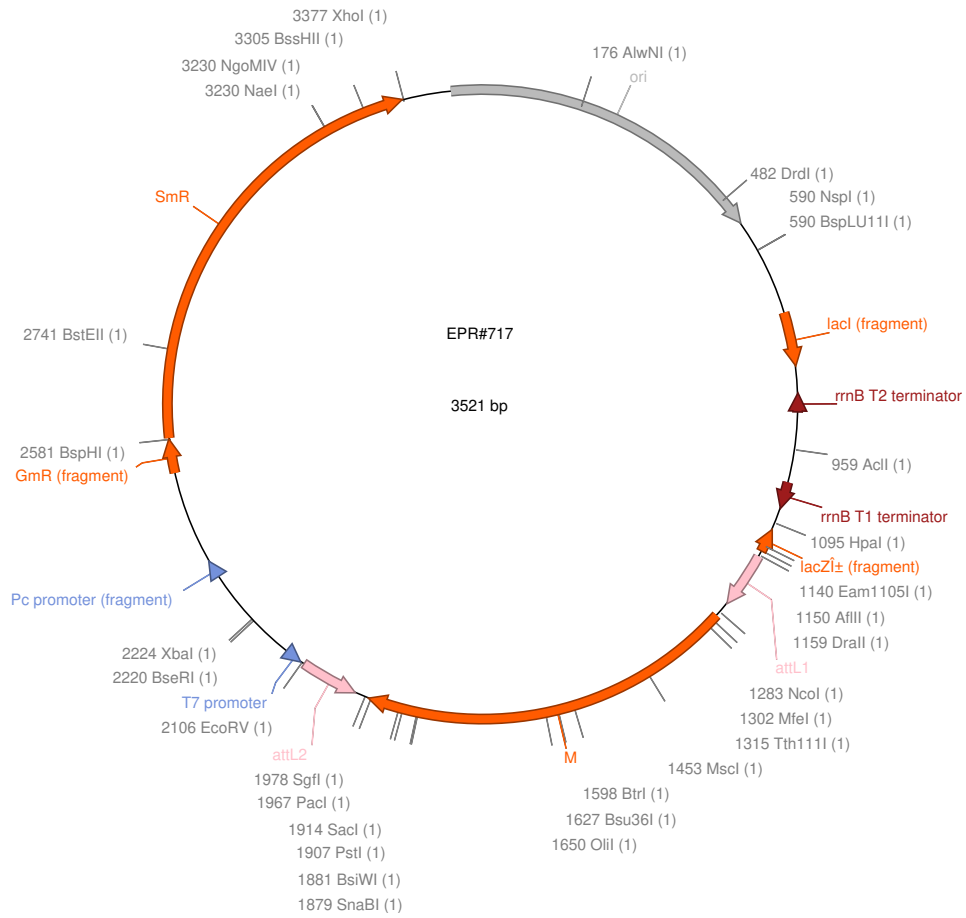 3377 XhoI (1)
3305 BssHII (1)
3230 NgoMIV (1)
3230 NaeI (1)
176 AlwNI (1)
ori
482 DrdI (1)
590 NspI (1)
590 BspLU11I (1)
SmR
EPR#717
3521 bp
lacI (fragment)
2741 BstEII (1)
rrnB T2 terminator
2581 BspHI (1)
GmR (fragment)
959 AclI (1)
rrnB T1 terminator
1095 HpaI (1)
lacZÎ± (fragment)
1140 Eam1105I (1)
1150 AflII (1)
1159 DraII (1)
attL1
Pc promoter (fragment)
2224 XbaI (1)
2220 BseRI (1)
T7 promoter
2106 EcoRV (1)
attL2
1978 SgfI (1)
1967 PacI (1)
1914 SacI (1)
1907 PstI (1)
1881 BsiWI (1)
1879 SnaBI (1)
1283 NcoI (1)
1302 MfeI (1)
1315 Tth111I (1)
1453 MscI (1)
M
1598 BtrI (1)
1627 Bsu36I (1)
1650 OliI (1)